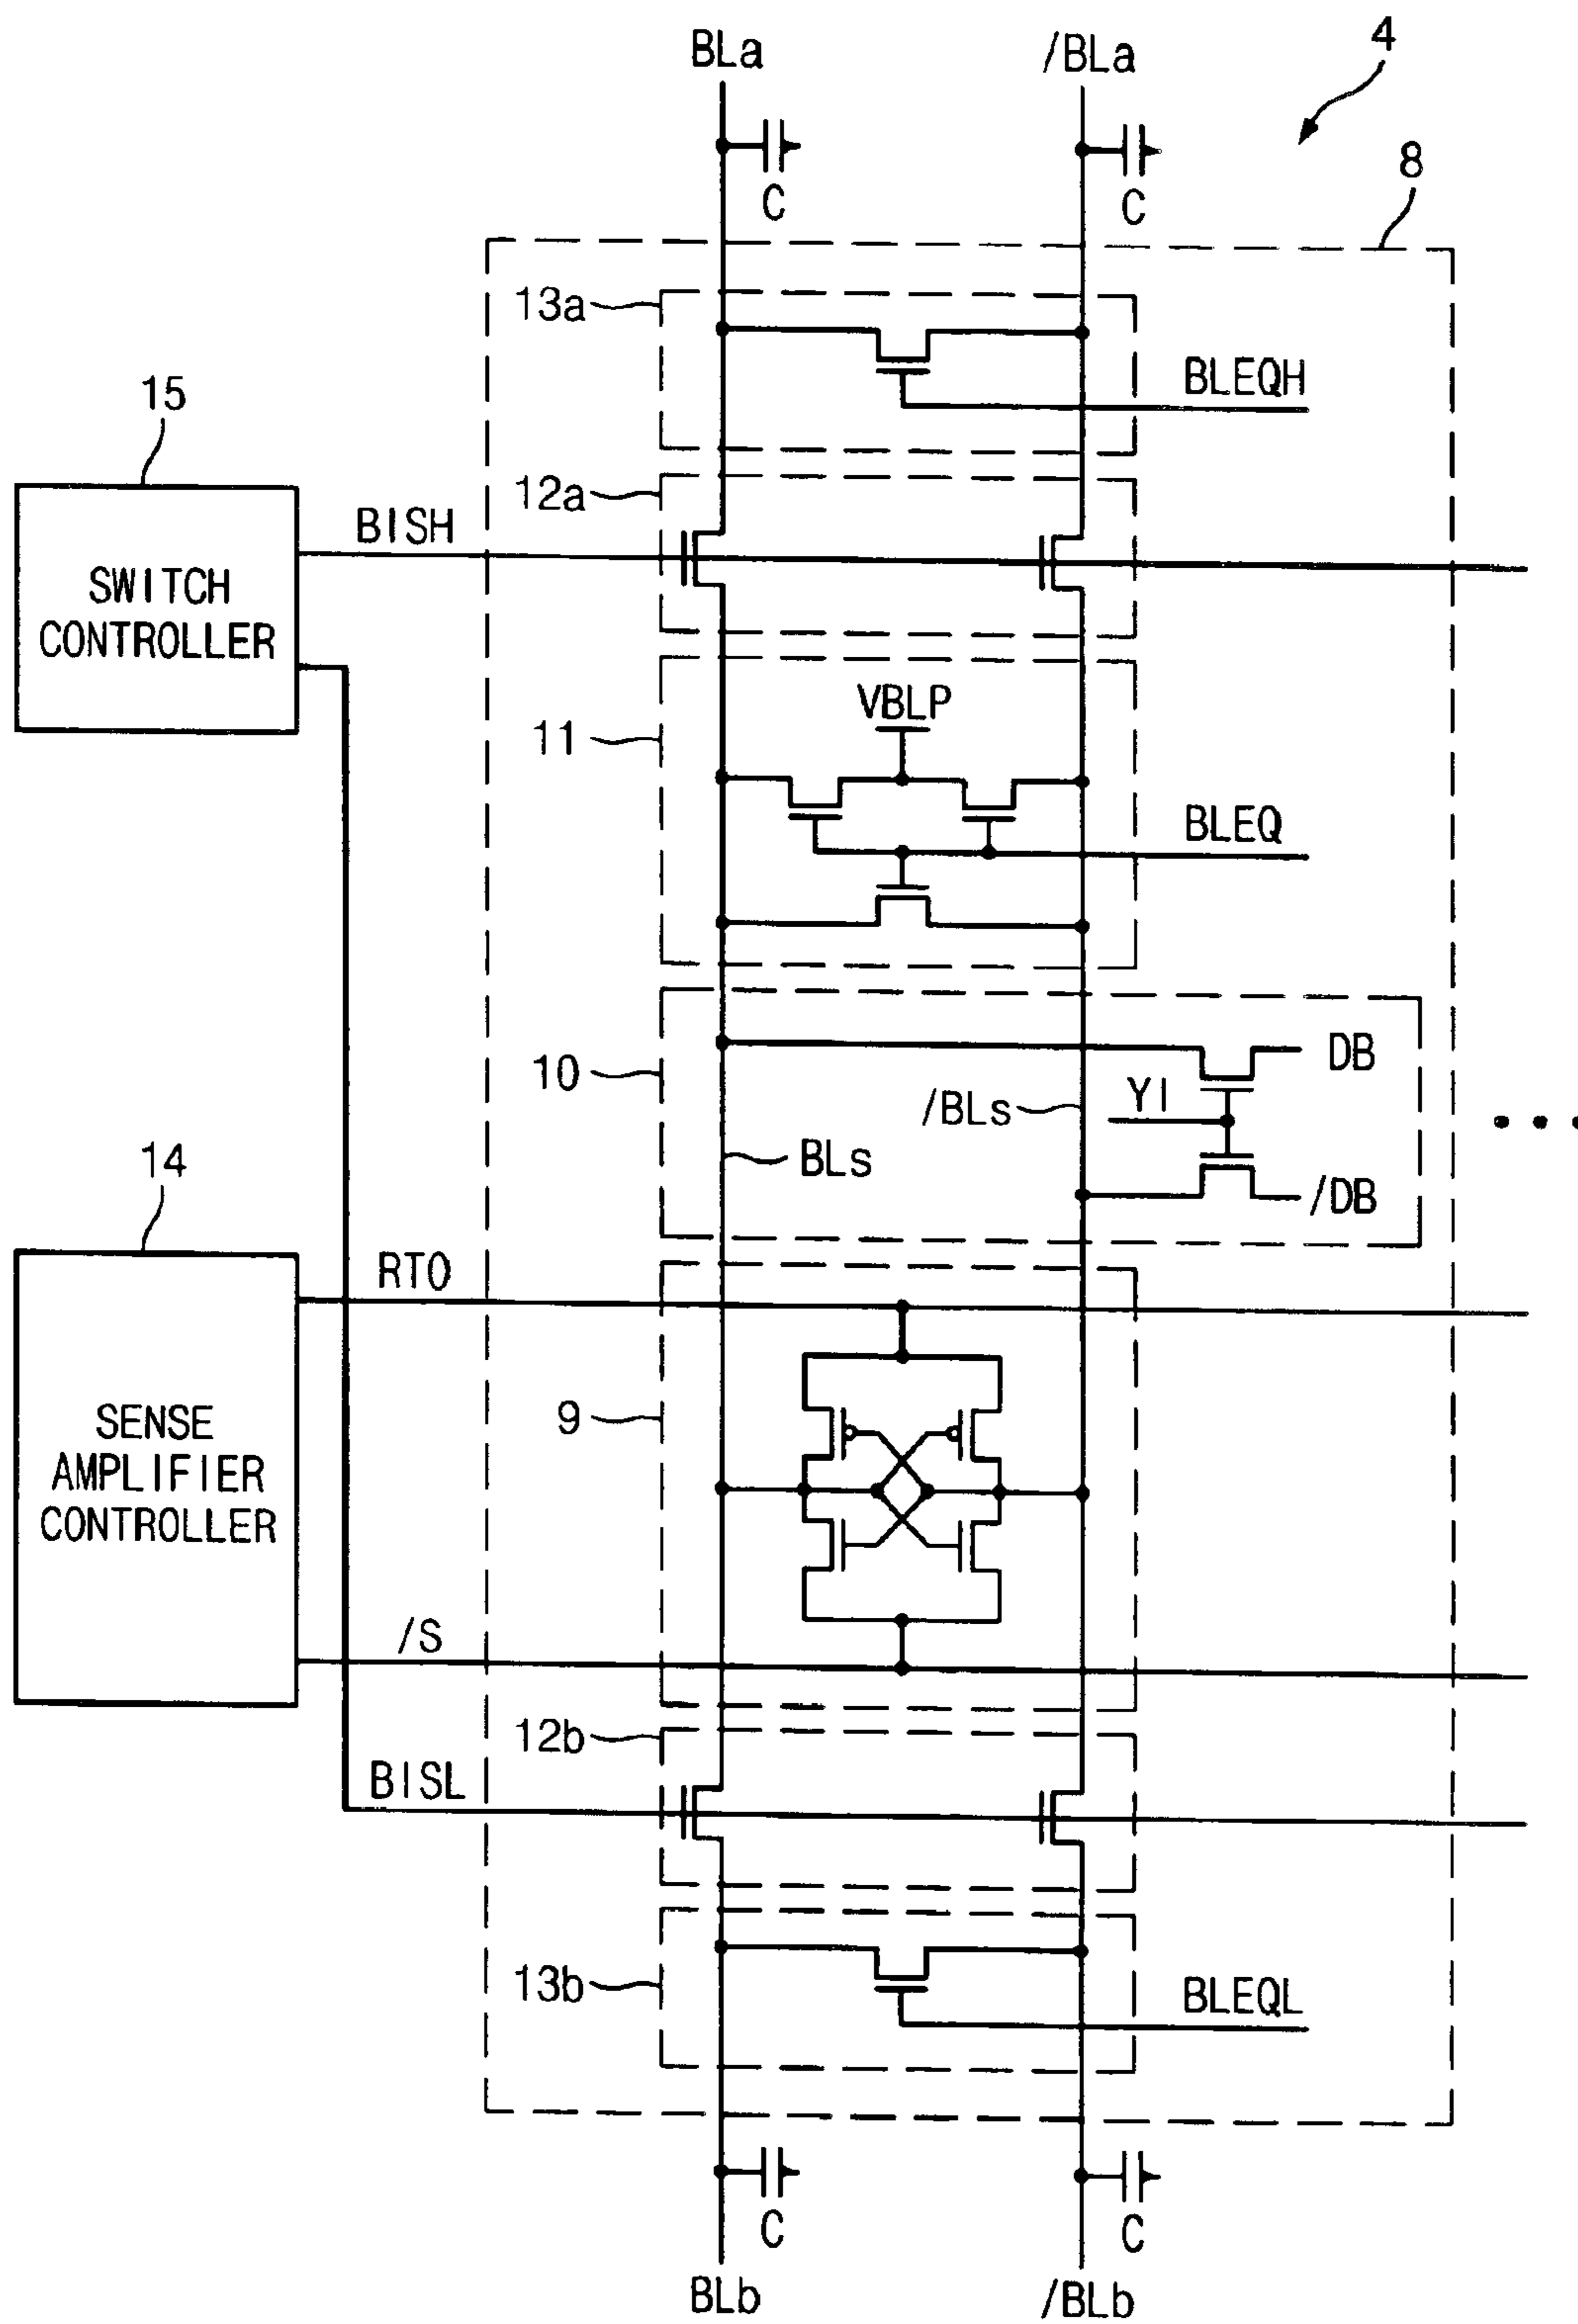 4
BLa
/BLa
C
C
8
13a
BLEQH
15
12a
BISH
SWITCH
CONTROLLER
VBLP
11
BLEQ
10
DB
YI
/BLs
BLs
/DB
14
RTO
9
SENSE
AMPLIFIER
CONTROLLER
/S
12b
BISL
13b
BLEQL
C
C
BLb
/BLb